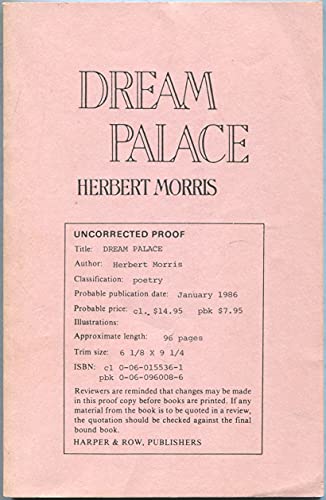 DREAM
PALACE
HERBERT MORRIS
UNCORRECTED PROOF
Title: DREAM PALACE
Author: Herbert Morris
Classification: poetry
Probable publication date: January 1986
Probable price: cl. $14.95 pbk $7.95
Illustrations:
Approximate length: 96 pages
Trim size: 6 1/8 X 9 1/4
ISBN: cl 0-06-015536-1
pbk 0-06-096008-6
Reviewers are reminded that changes may be made
in this proof copy before books are printed. If any
material from the book is to be quoted in a review,
the quotation should be checked against the final
bound book.
HARPER & ROW, PUBLISHERS